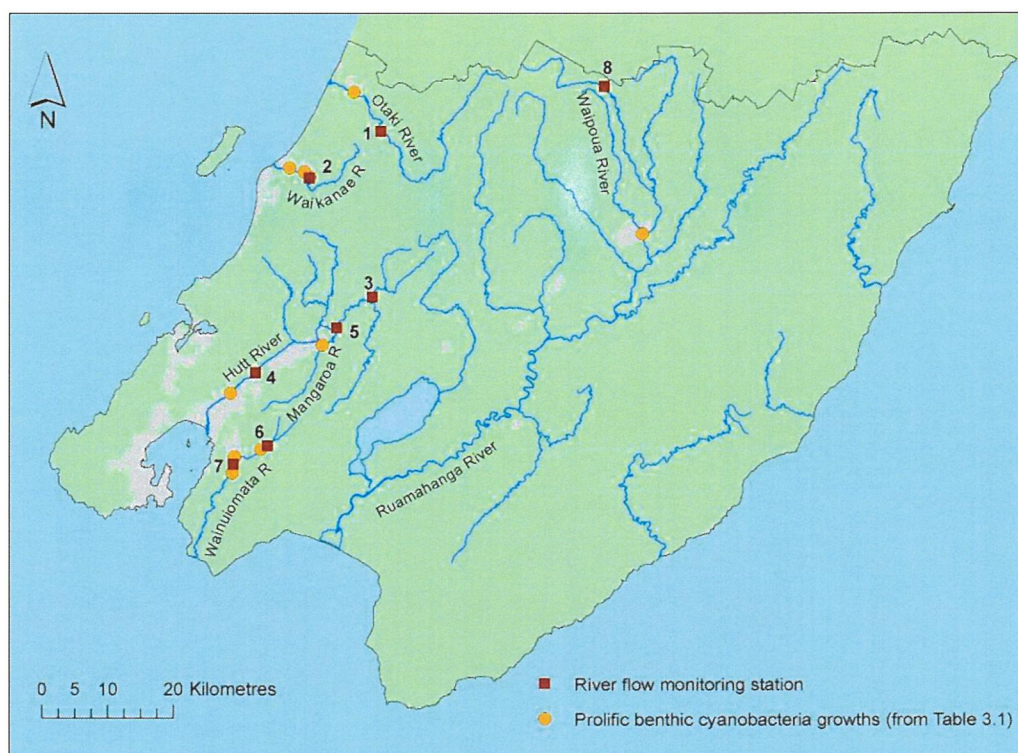 N
8
Otaki River
1
Waipoua River
2
Waikanae R
3
5
Hutt River
Mangaroa R
4
6
7
Wainuiomata R
Ruamahanga River
0 5 10 20 Kilometres
River flow monitoring station
Prolific benthic cyanobacteria growths (from Table 3.1)